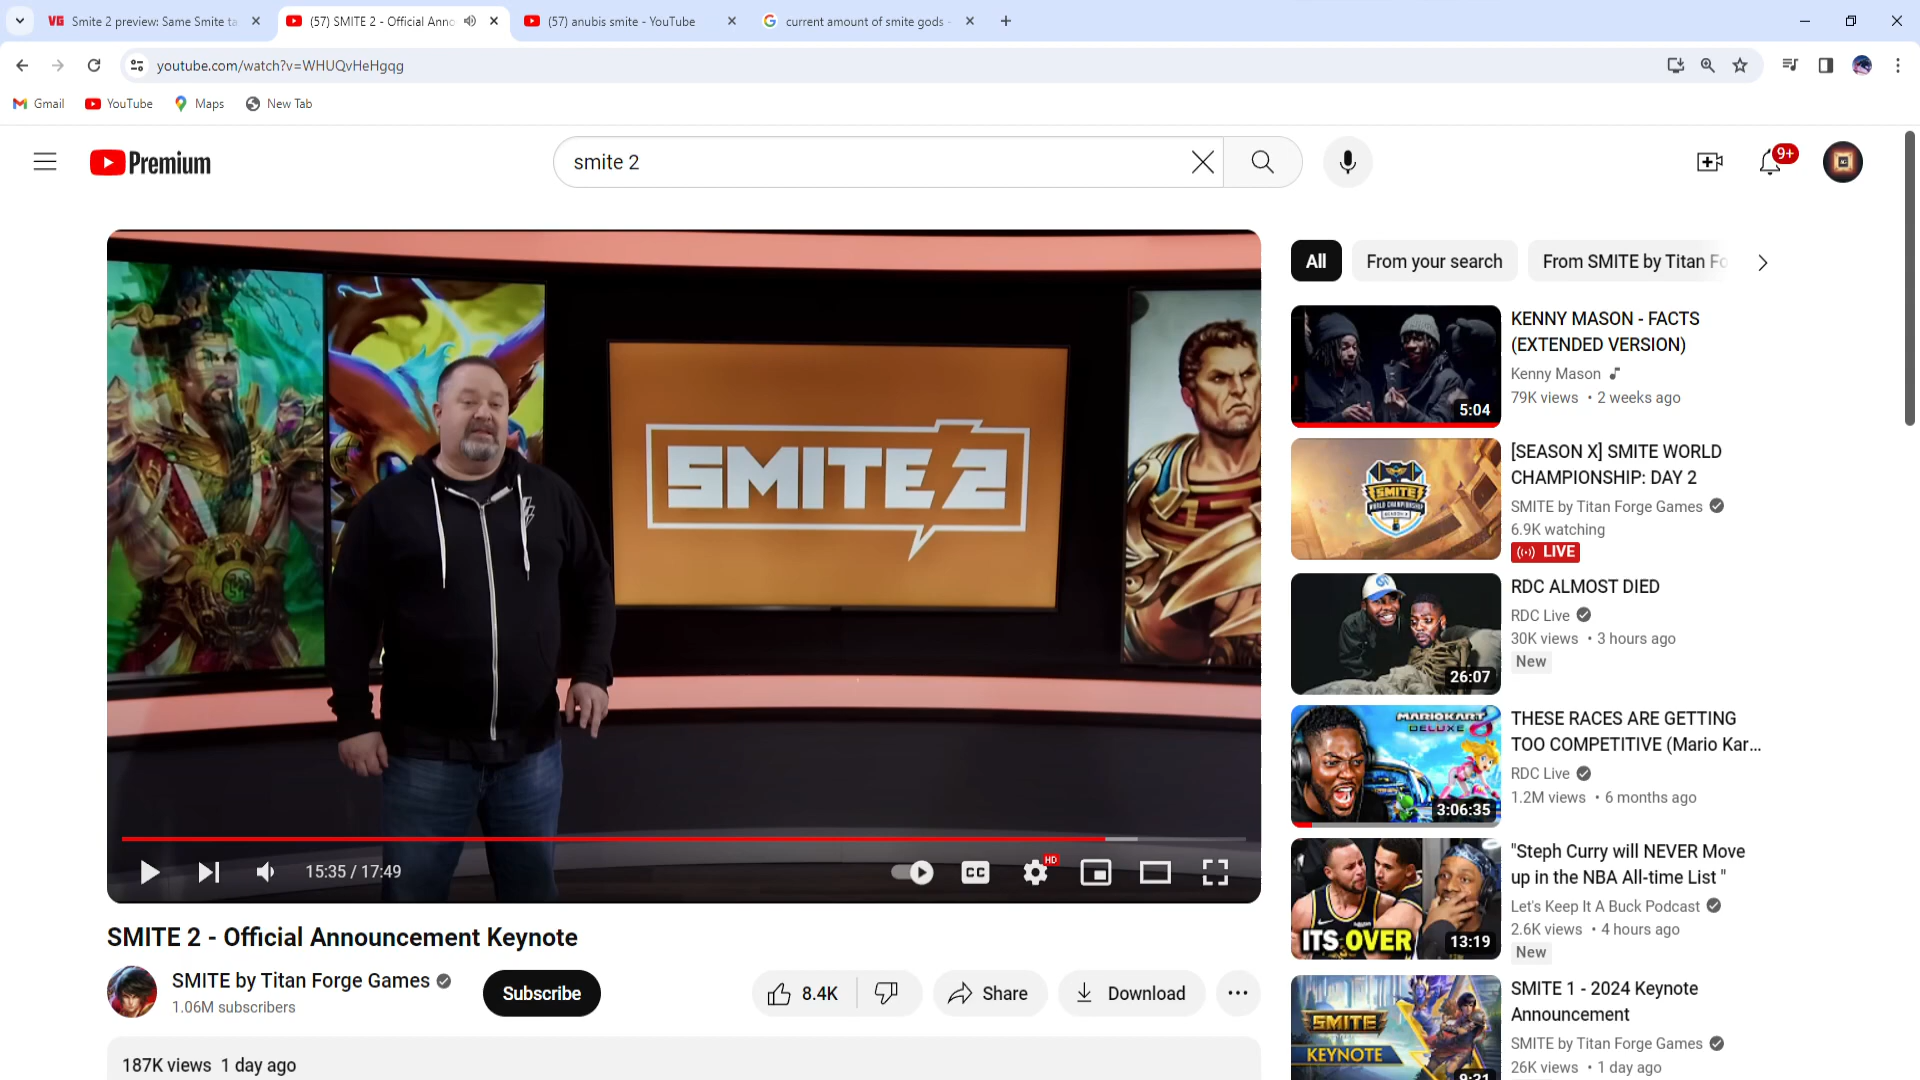 Smite 2 preview: Same Smite ta
(57) SMITE 2 - Official Anno
(57) anubis smite - YouTube
current amount of smite gods -
youtube.com/watch?v=WHUQvHeHgqg
Gmail
YouTube
Maps
New Tab
Premium
smite 2
9+
SMITE 2
15:35 / 17:49
CC
HD
SMITE 2 - Official Announcement Keynote
SMITE by Titan Forge Games
1.06M subscribers
Subscribe
8.4K
Share
Download
187K views 1 day ago
All
From your search
From SMITE by Titan Fo
5:04
KENNY MASON - FACTS
(EXTENDED VERSION)
Kenny Mason
79K views • 2 weeks ago
SMITE
WORLD CHAMPIONSHIP
[SEASON X] SMITE WORLD
CHAMPIONSHIP: DAY 2
SMITE by Titan Forge Games
6.9K watching
LIVE
26:07
RDC ALMOST DIED
RDC Live
30K views • 3 hours ago
New
MARIOKART 8
DELUXE
3:06:35
THESE RACES ARE GETTING
TOO COMPETITIVE (Mario Kar...
RDC Live
1.2M views • 6 months ago
ITS OVER
13:19
"Steph Curry will NEVER Move
up in the NBA All-time List "
Let's Keep It A Buck Podcast
2.6K views • 4 hours ago
New
SMITE
KEYNOTE
9:31
SMITE 1 - 2024 Keynote
Announcement
SMITE by Titan Forge Games
26K views • 1 day ago